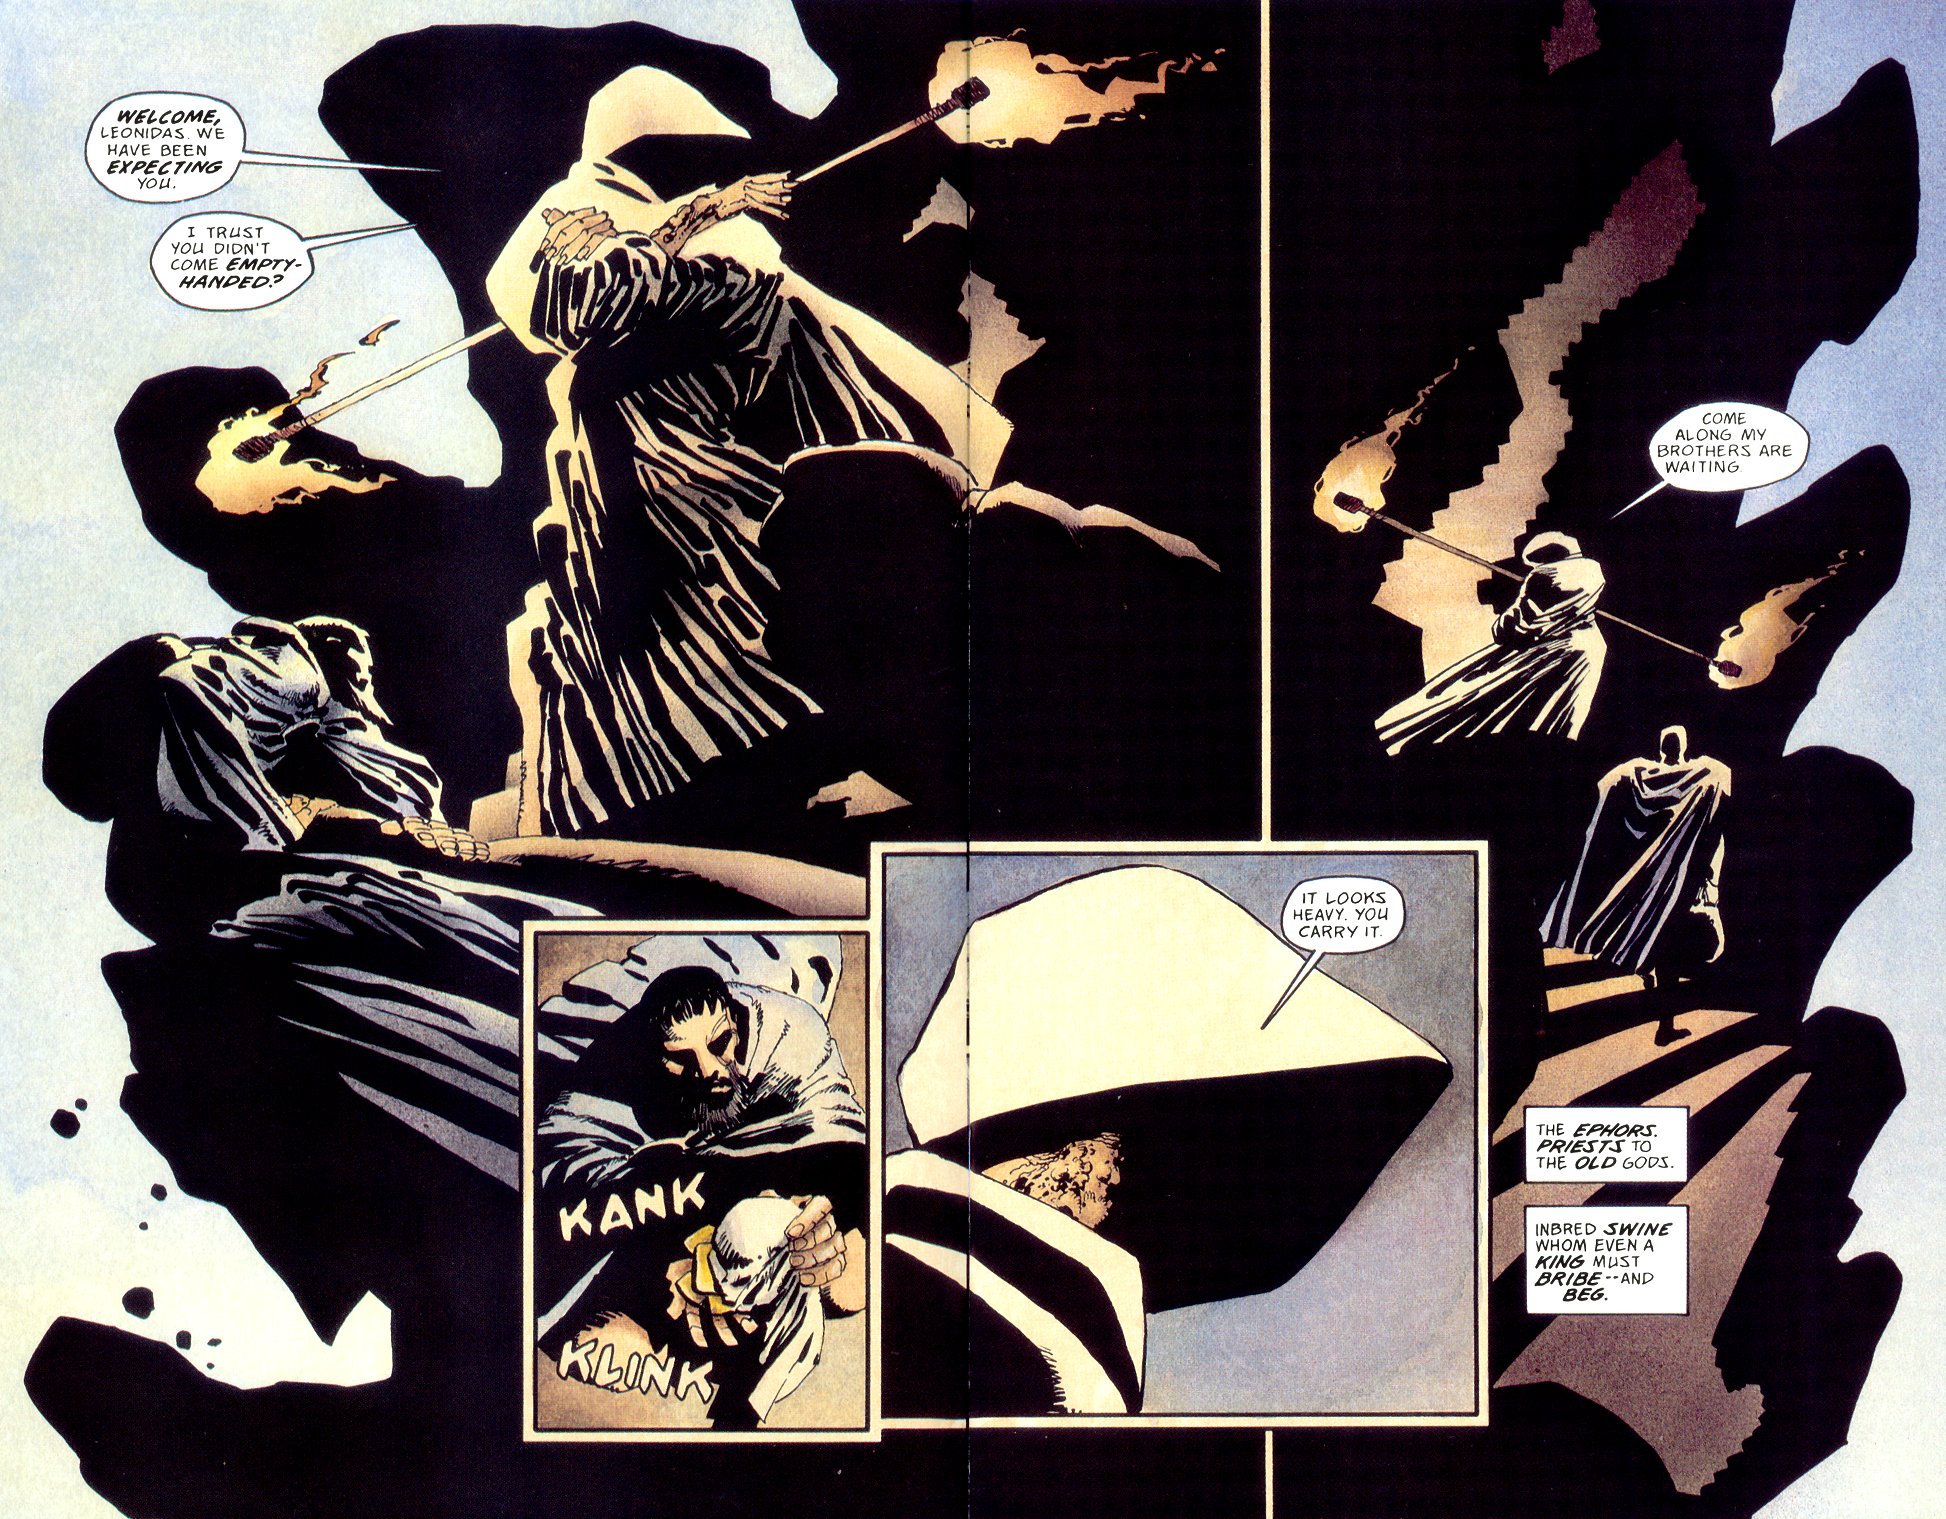 WELCOME,
LEONIDAS. WE
HAVE BEEN
EXPECTING
YOU.
I TRUST
YOU DIDN'T
COME EMPTY-
HANDED?
KANK
KLINK
IT LOOKS
HEAVY. YOU
CARRY IT.
COME
ALONG MY
BROTHERS ARE
WAITING.
THE EPHORS.
PRIESTS TO
THE OLD GODS.
INBRED SWINE
WHOM EVEN A
KING MUST
BRIBE--AND
BEG.